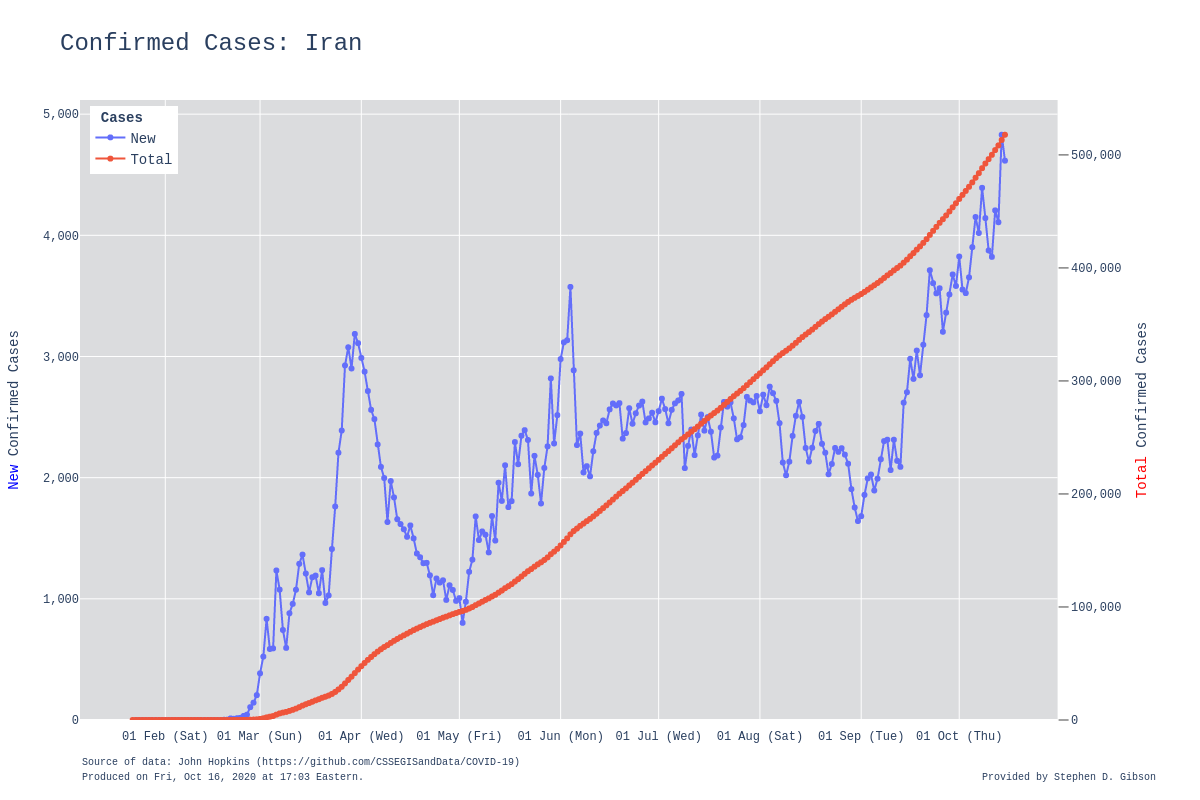 Confirmed Cases: Iran
Cases
New
Total
5,000
4,000
3,000
2,000
1,000
0
New Confirmed Cases
500,000
400,000
300,000
200,000
100,000
0
Total Confirmed Cases
01 Feb (Sat) 01 Mar (Sun) 01 Apr (Wed) 01 May (Fri) 01 Jun (Mon) 01 Jul (Wed) 01 Aug (Sat) 01 Sep (Tue) 01 Oct (Thu)
Source of data: John Hopkins (https://github.com/CSSEGISandData/COVID-19)
Produced on Fri, Oct 16, 2020 at 17:03 Eastern.
Provided by Stephen D. Gibson